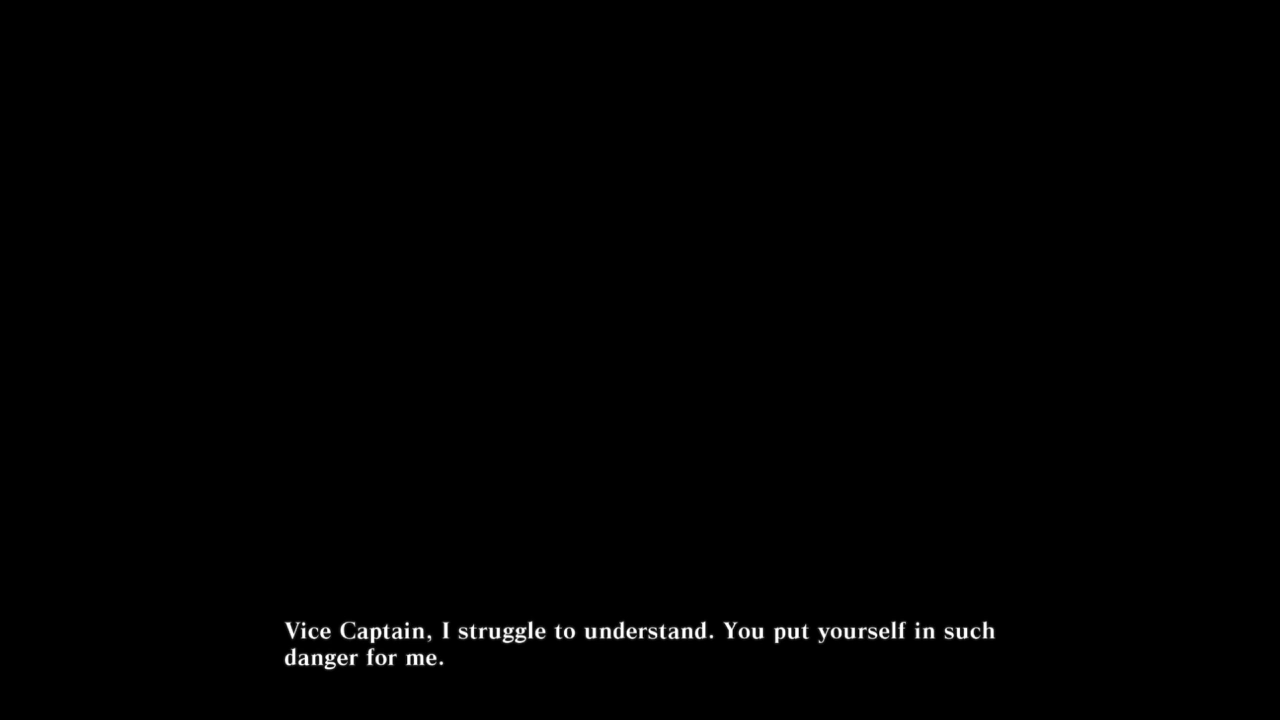 Vice Captain, I struggle to understand. You put yourself in such
danger for me.